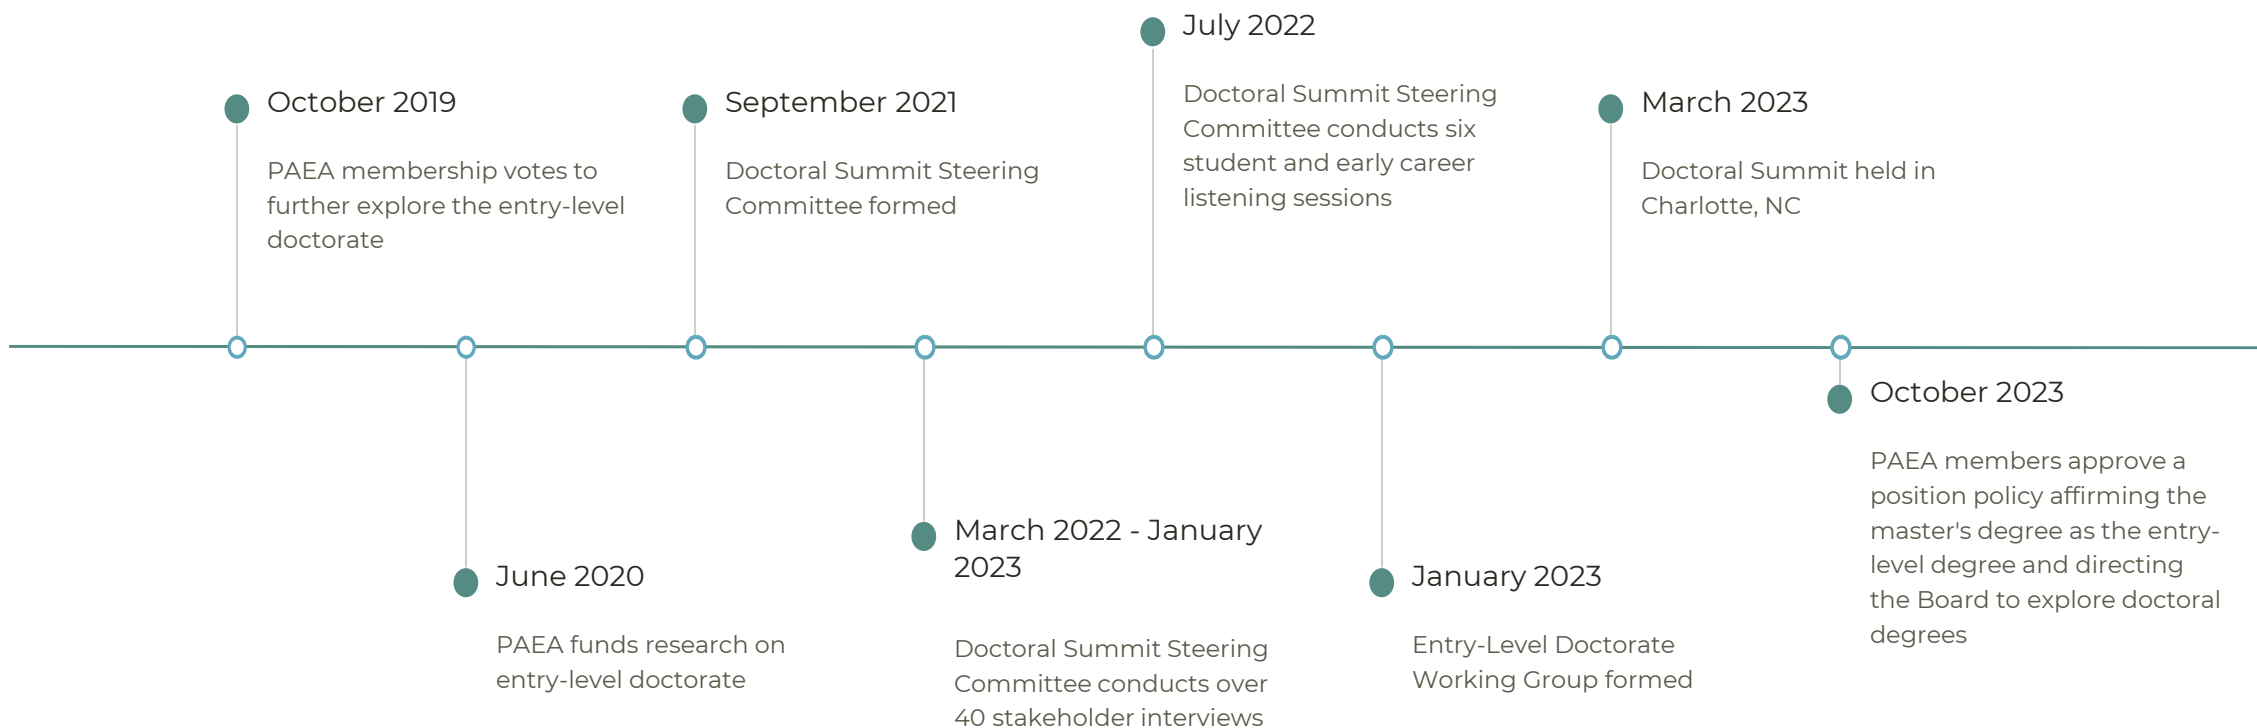 October 2019
PAEA membership votes to
further explore the entry-level
doctorate
June 2020
PAEA funds research on
entry-level doctorate
September 2021
Doctoral Summit Steering
Committee formed
March 2022 - January
2023
Doctoral Summit Steering
Committee conducts over
40 stakeholder interviews
July 2022
Doctoral Summit Steering
Committee conducts six
student and early career
listening sessions
January 2023
Entry-Level Doctorate
Working Group formed
March 2023
Doctoral Summit held in
Charlotte, NC
October 2023
PAEA members approve a
position policy affirming the
master's degree as the entry-
level degree and directing
the Board to explore doctoral
degrees